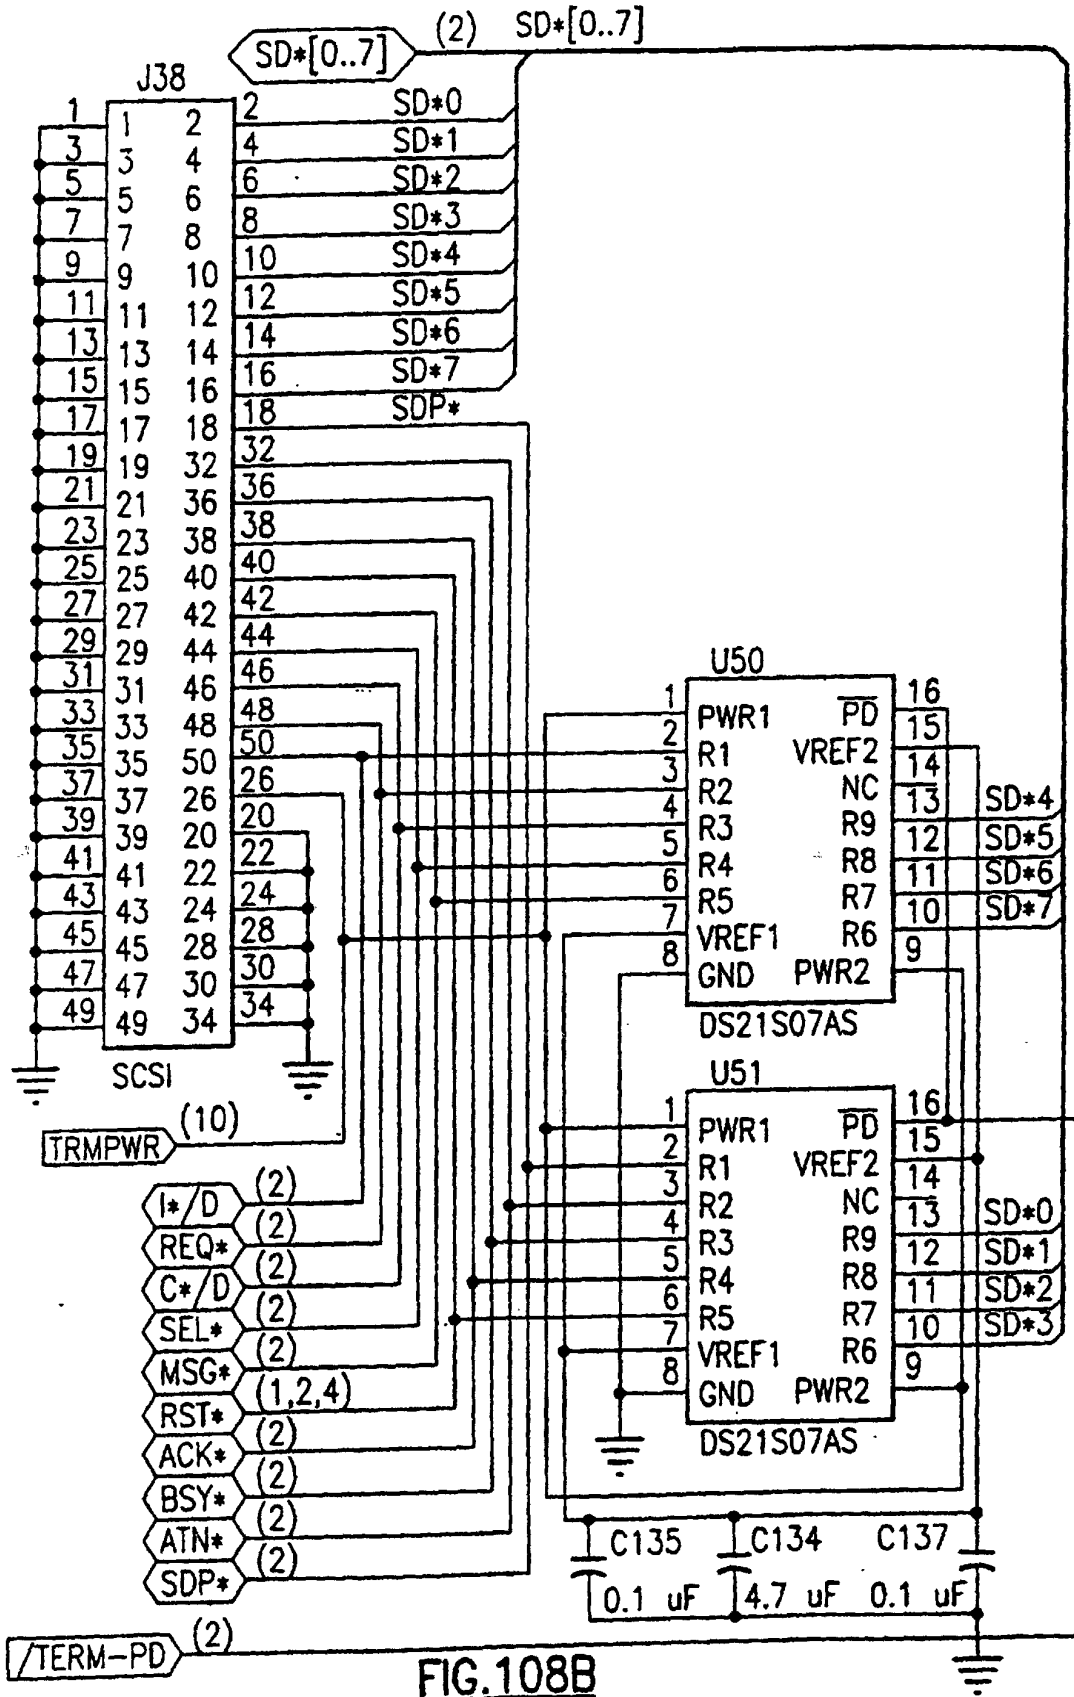 SD*[0..7] (2) SD*[0..7]
J38
1 1 2 2 SD*0
3 3 4 4 SD*1
5 5 6 6 SD*2
7 7 8 8 SD*3
9 9 10 10 SD*4
11 11 12 12 SD*5
13 13 14 14 SD*6
15 15 16 16 SD*7
17 17 18 18 SDP*
19 19 32 32
21 21 36 36
23 23 38 38
25 25 40 40
27 27 42 42
29 29 44 44
31 31 46 46
33 33 48 48
35 35 50 50
37 37 26 26
39 39 20 20
41 41 22 22
43 43 24 24
45 45 28 28
47 47 30 30
49 49 34 34
SCSI
U50
1 PWR1 PD 16
2 R1 VREF2 15
3 R2 NC 14
4 R3 R9 13 SD*4
5 R4 R8 12 SD*5
6 R5 R7 11 SD*6
7 VREF1 R6 10 SD*7
8 GND PWR2 9
DS21S07AS
U51
1 PWR1 PD 16
2 R1 VREF2 15
3 R2 NC 14
4 R3 R9 13 SD*0
5 R4 R8 12 SD*1
6 R5 R7 11 SD*2
7 VREF1 R6 10 SD*3
8 GND PWR2 9
DS21S07AS
TRMPWR (10)
I*/D (2)
REQ* (2)
C*/D (2)
SEL* (2)
MSG* (2)
RST* (1,2,4)
ACK* (2)
BSY* (2)
ATN* (2)
SDP* (2)
C135 C134 C137
0.1 uF 4.7 uF 0.1 uF
/TERM-PD (2)
FIG.108B